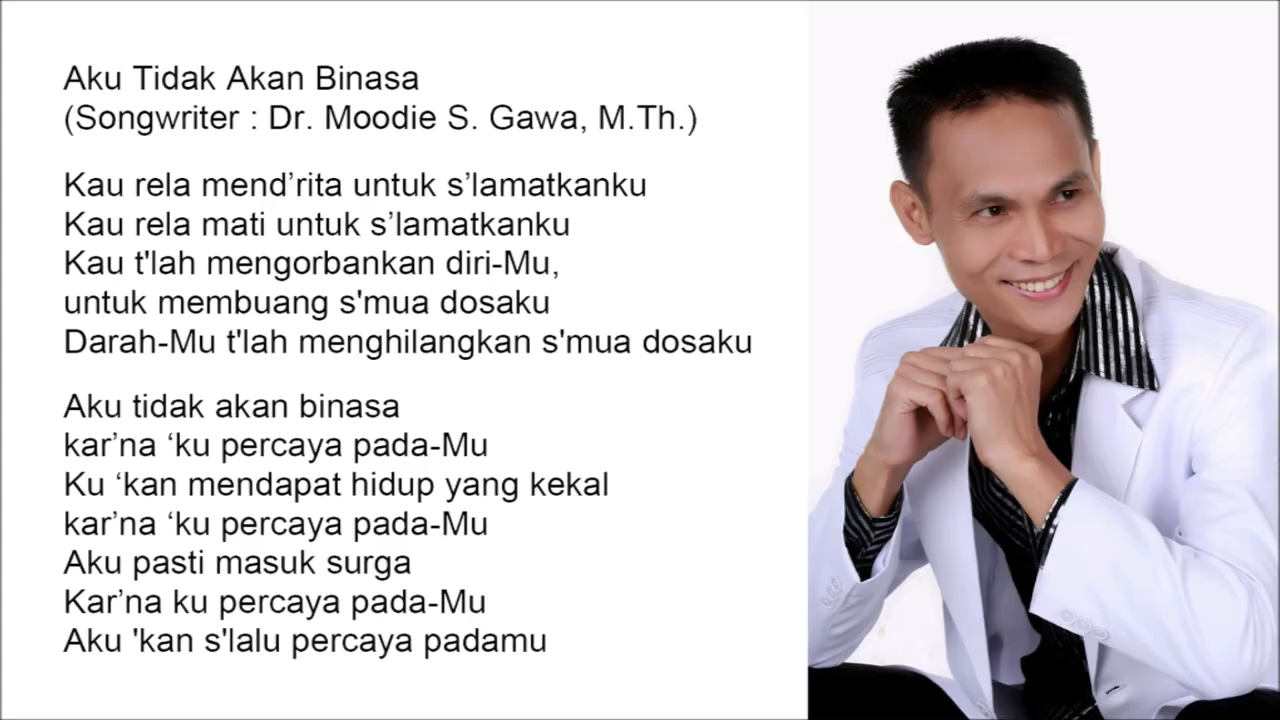 Aku Tidak Akan Binasa
(Songwriter : Dr. Moodie S. Gawa, M.Th.)
Kau rela mend’rita untuk s’lamatkanku
Kau rela mati untuk s’lamatkanku
Kau t'lah mengorbankan diri-Mu,
untuk membuang s'mua dosaku
Darah-Mu t'lah menghilangkan s'mua dosaku
Aku tidak akan binasa
kar’na ‘ku percaya pada-Mu
Ku ‘kan mendapat hidup yang kekal
kar’na ‘ku percaya pada-Mu
Aku pasti masuk surga
Kar’na ku percaya pada-Mu
Aku 'kan s'lalu percaya padamu